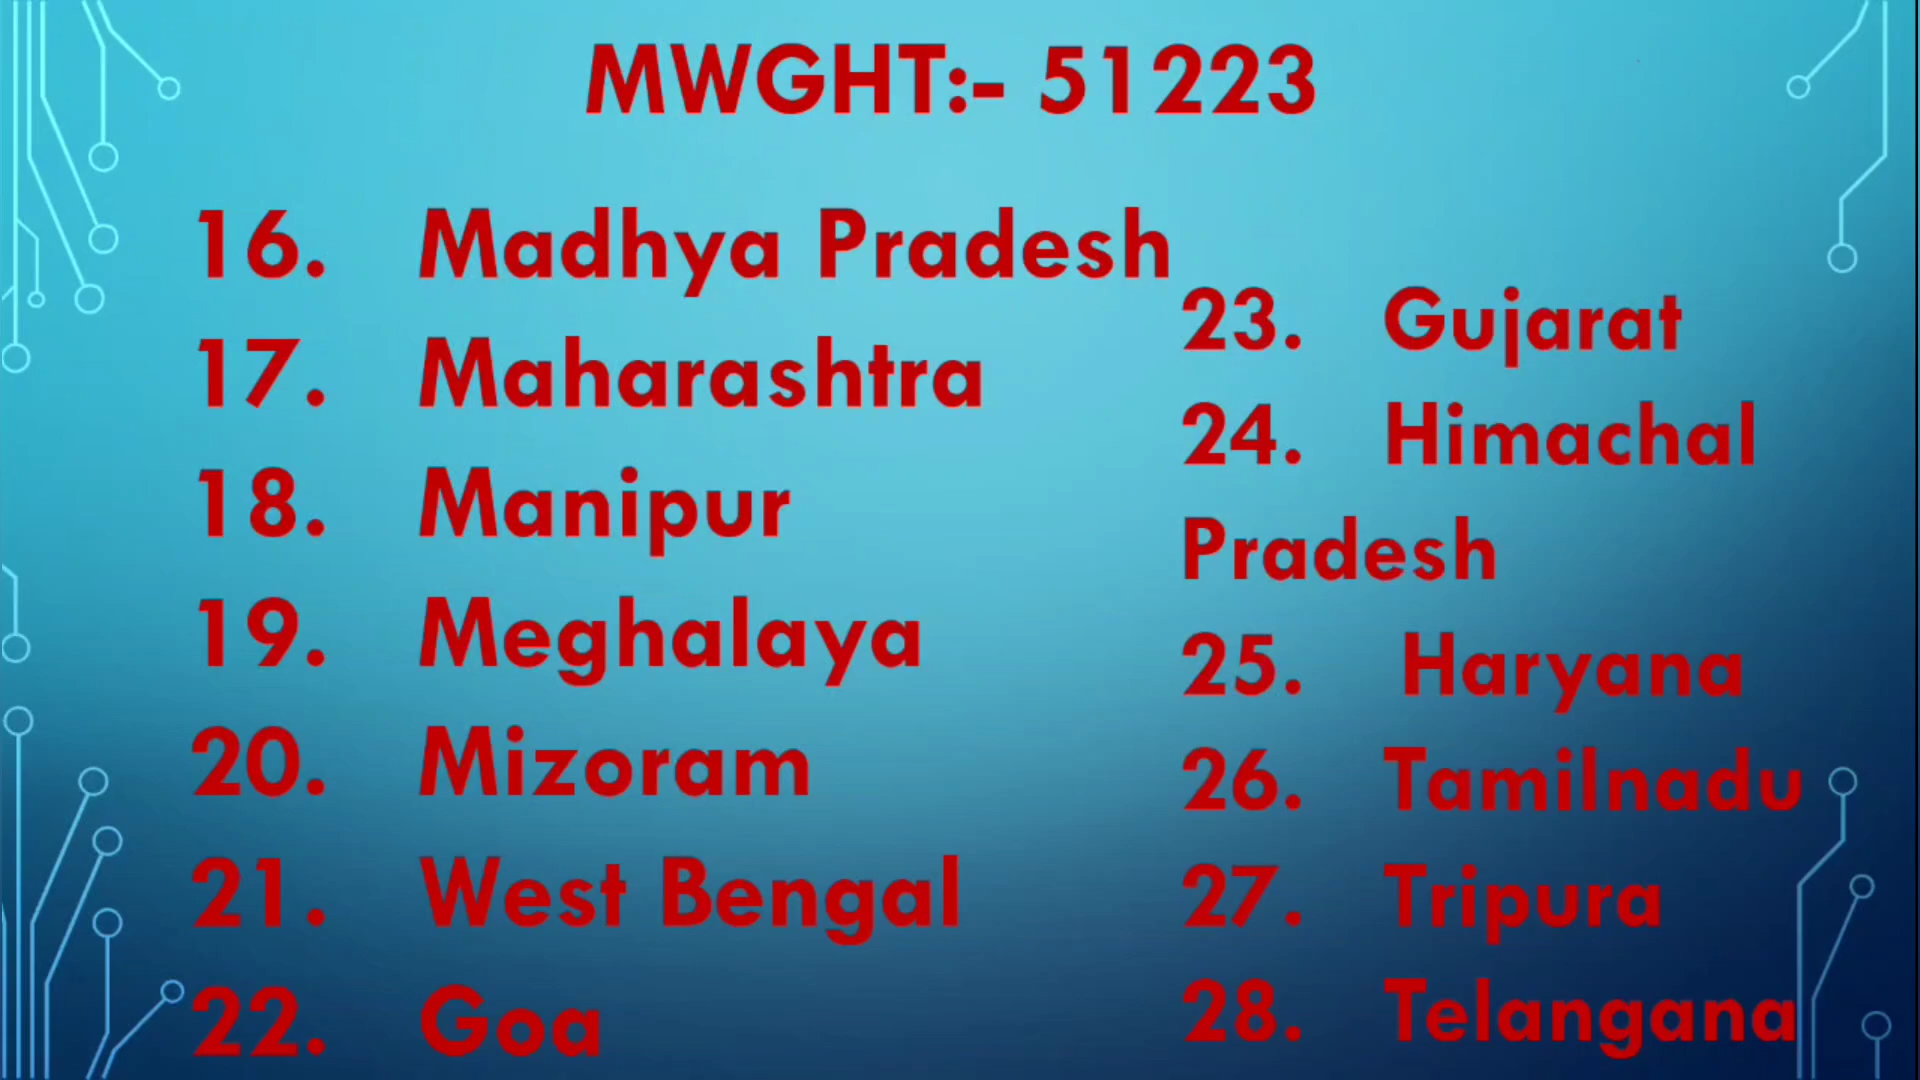 MWGHT:- 51223
16. Madhya Pradesh
17. Maharashtra
18. Manipur
19. Meghalaya
20. Mizoram
21. West Bengal
22. Goa
23. Gujarat
24. Himachal
Pradesh
25. Haryana
26. Tamilnadu
27. Tripura
28. Telangana